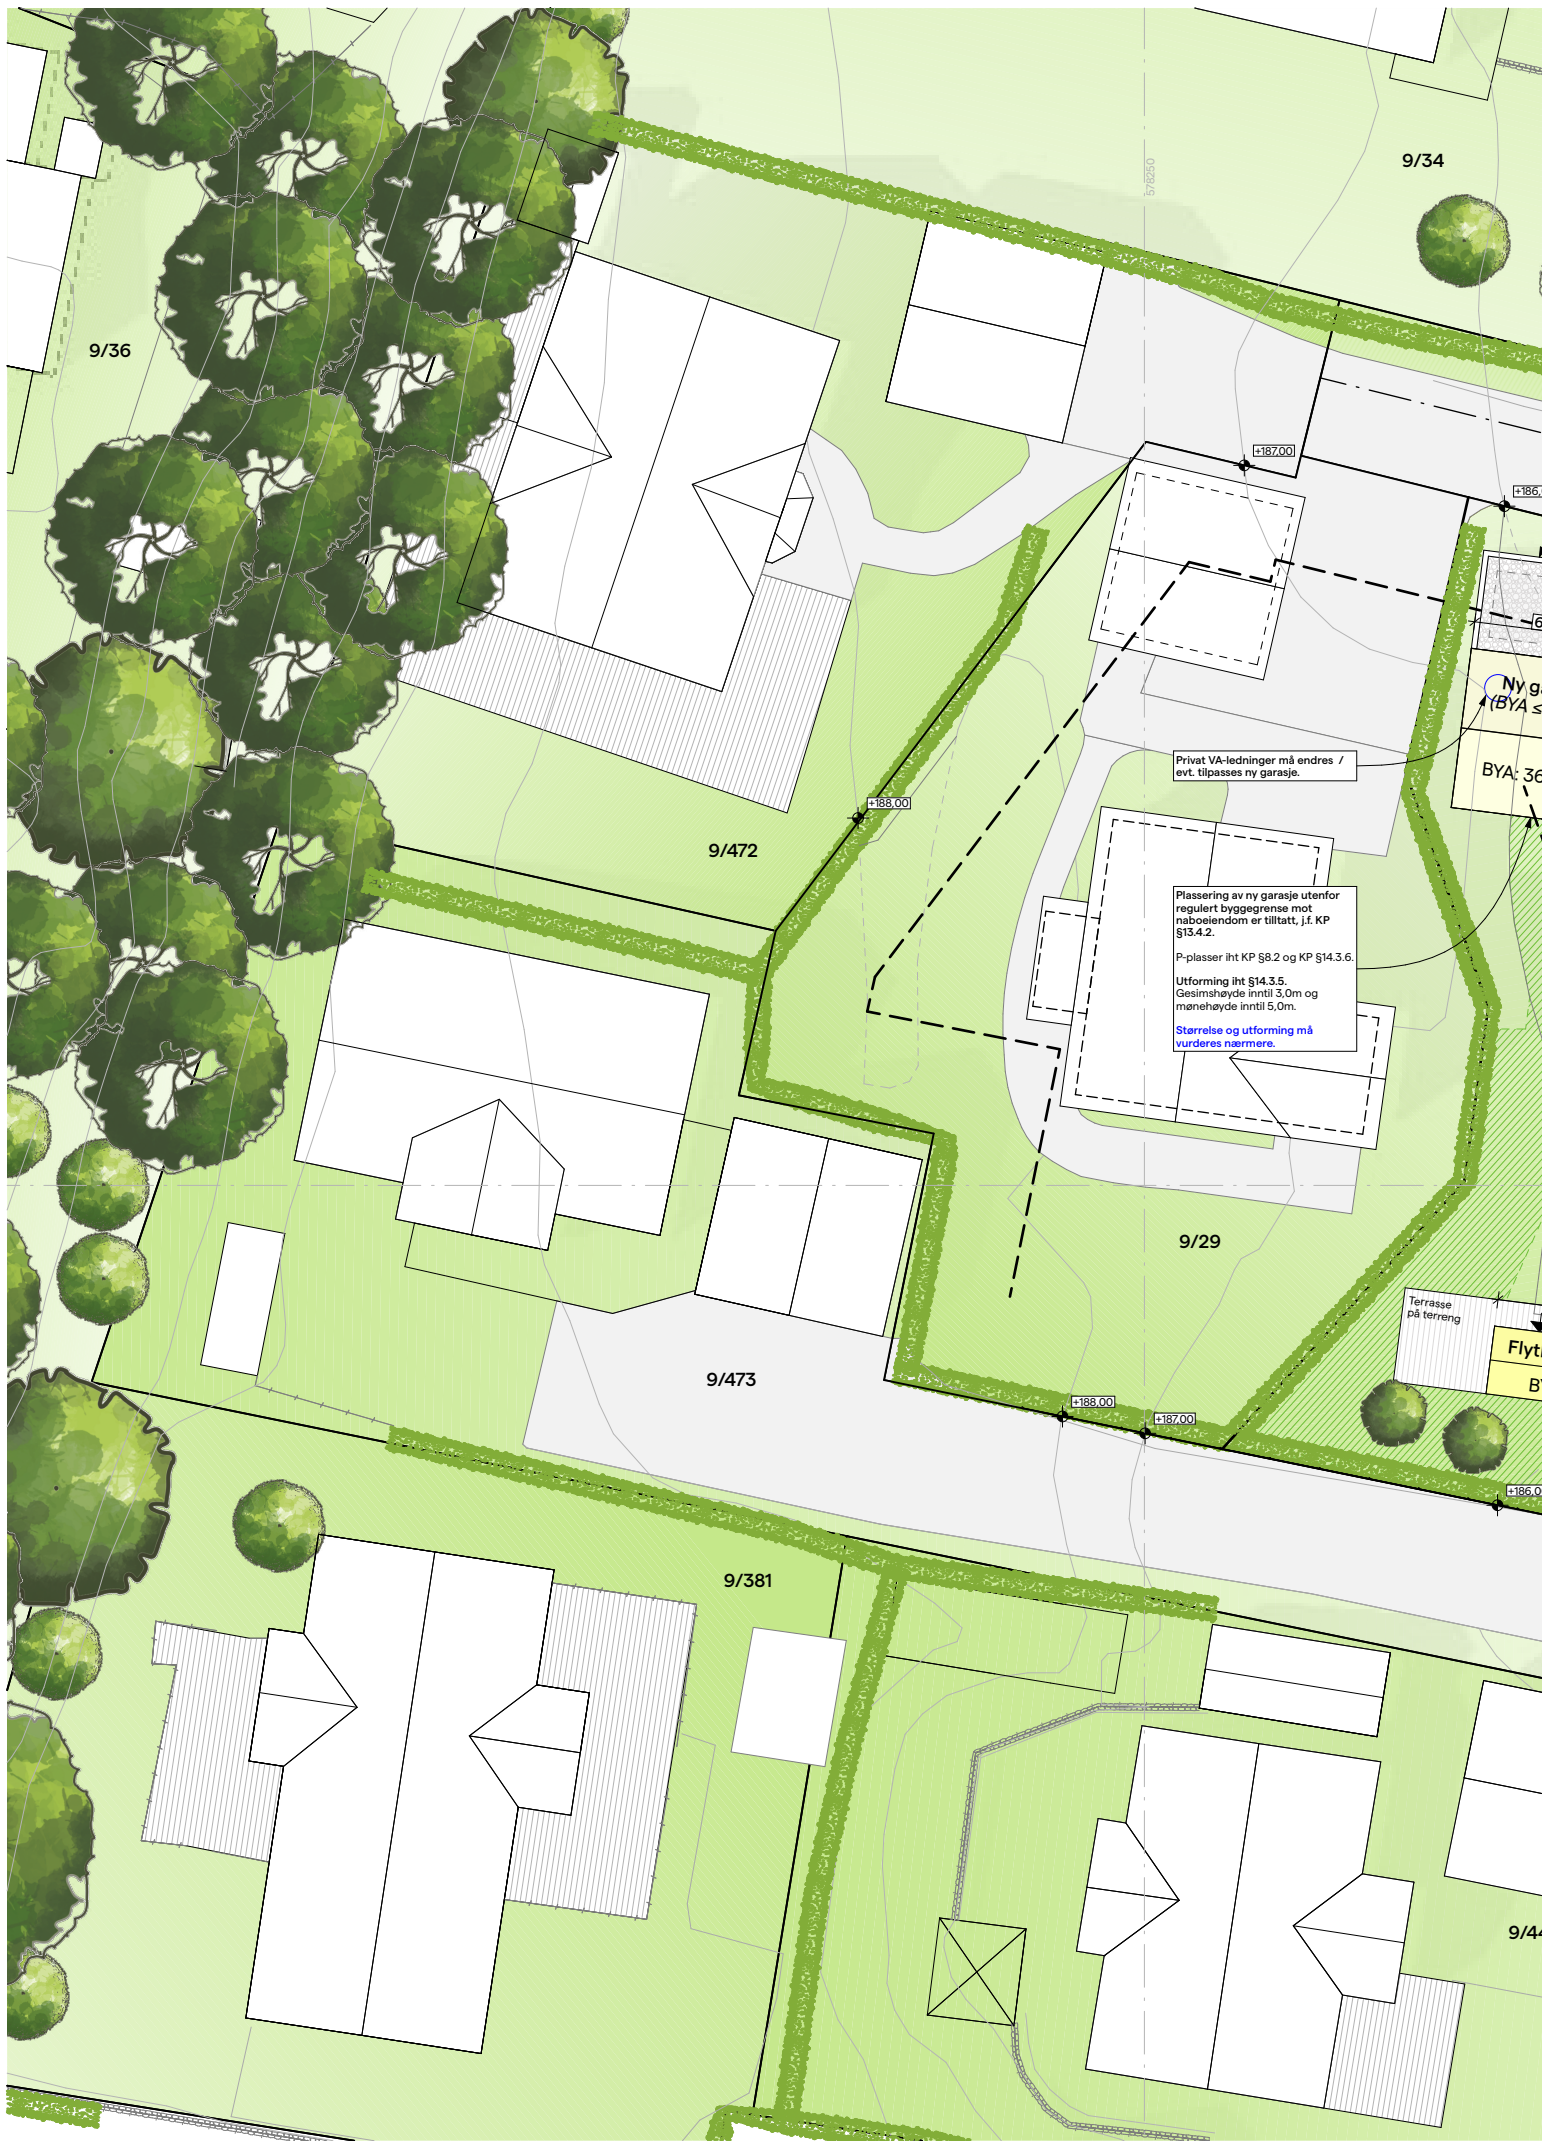 578250
9/34
9/36
+187,00
+186,
6
Ny ga
(BYA ≤
BYA: 36
Privat VA-ledninger må endres /
evt. tilpasses ny garasje.
+188,00
9/472
Plassering av ny garasje utenfor
regulert byggegrense mot
naboeiendom er tilltatt, j.f. KP
§13.4.2.
P-plasser iht KP §8.2 og KP §14.3.6.
Utforming iht §14.3.5.
Gesimshøyde inntil 3,0m og
mønehøyde inntil 5,0m.
Størrelse og utforming må
vurderes nærmere.
9/29
Terrasse
på terreng
Flyt
B
9/473
+188,00
+187,00
+186,0
9/381
9/44